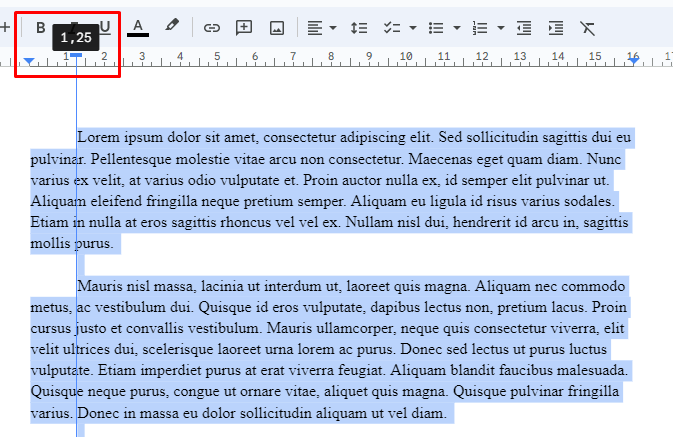 B I U A
1,25
1 2 3 4 5 6 7 8 9 10 11 12 13 14 15 16 17
Lorem ipsum dolor sit amet, consectetur adipiscing elit. Sed sollicitudin sagittis dui eu
pulvinar. Pellentesque molestie vitae arcu non consectetur. Maecenas eget quam diam. Nunc
varius ex velit, at varius odio vulputate et. Proin auctor nulla ex, id semper elit pulvinar ut.
Aliquam eleifend fringilla neque pretium semper. Aliquam eu ligula id risus varius sodales.
Etiam in nulla at eros sagittis rhoncus vel vel ex. Nullam nisl dui, hendrerit id arcu in, sagittis
mollis purus.
Mauris nisl massa, lacinia ut interdum ut, laoreet quis magna. Aliquam nec commodo
metus, ac vestibulum dui. Quisque id eros vulputate, dapibus lectus non, pretium lacus. Proin
cursus justo et convallis vestibulum. Mauris ullamcorper, neque quis consectetur viverra, elit
velit ultrices dui, scelerisque laoreet urna lorem ac purus. Donec sed lectus ut purus luctus
vulputate. Etiam imperdiet purus at erat viverra feugiat. Aliquam blandit faucibus malesuada.
Quisque neque purus, congue ut ornare vitae, aliquet quis magna. Quisque pulvinar fringilla
varius. Donec in massa eu dolor sollicitudin aliquam ut vel diam.